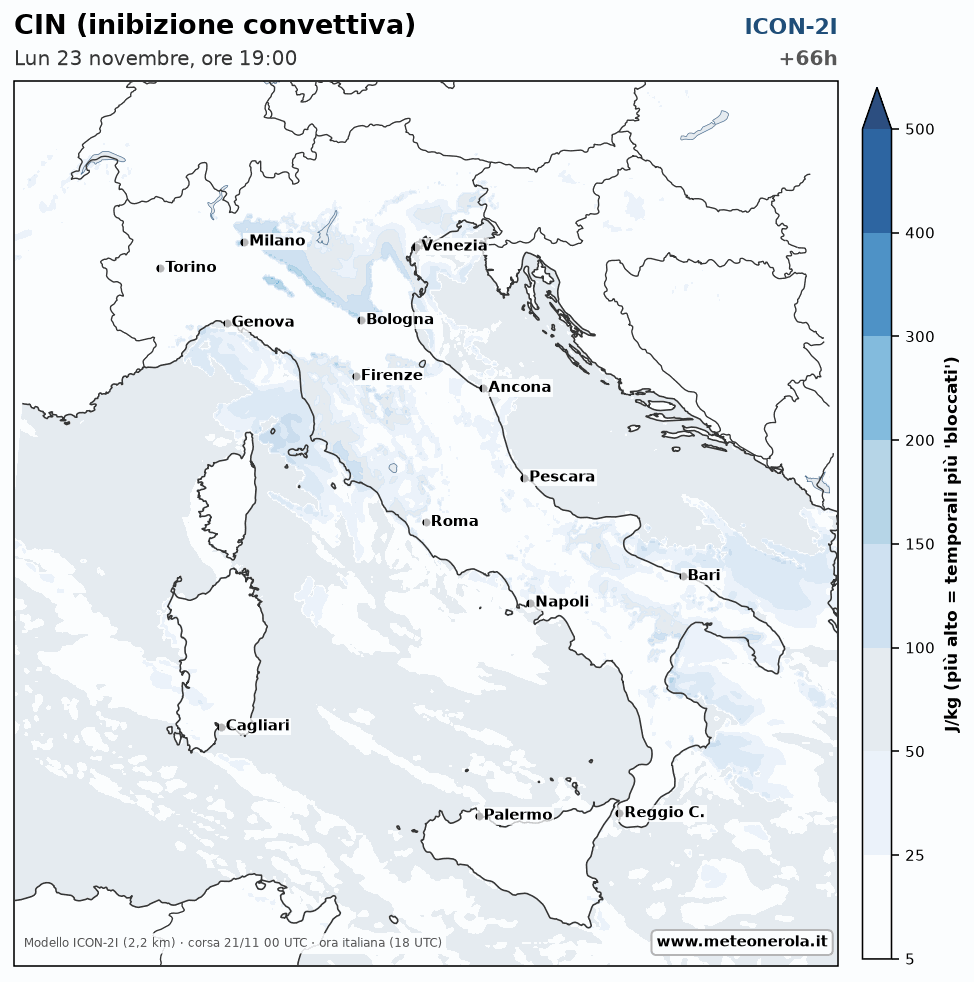 CIN (inibizione convettiva)
ICON-2I
Lun 23 novembre, ore 19:00
+66h
500
400
300
200
150
100
50
25
5
J/kg (più alto = temporali più 'bloccati')
Milano
Venezia
Torino
Genova
Bologna
Firenze
Ancona
Pescara
Roma
Bari
Napoli
Cagliari
Palermo
Reggio C.
Modello ICON-2I (2,2 km) · corsa 21/11 00 UTC · ora italiana (18 UTC)
www.meteonerola.it